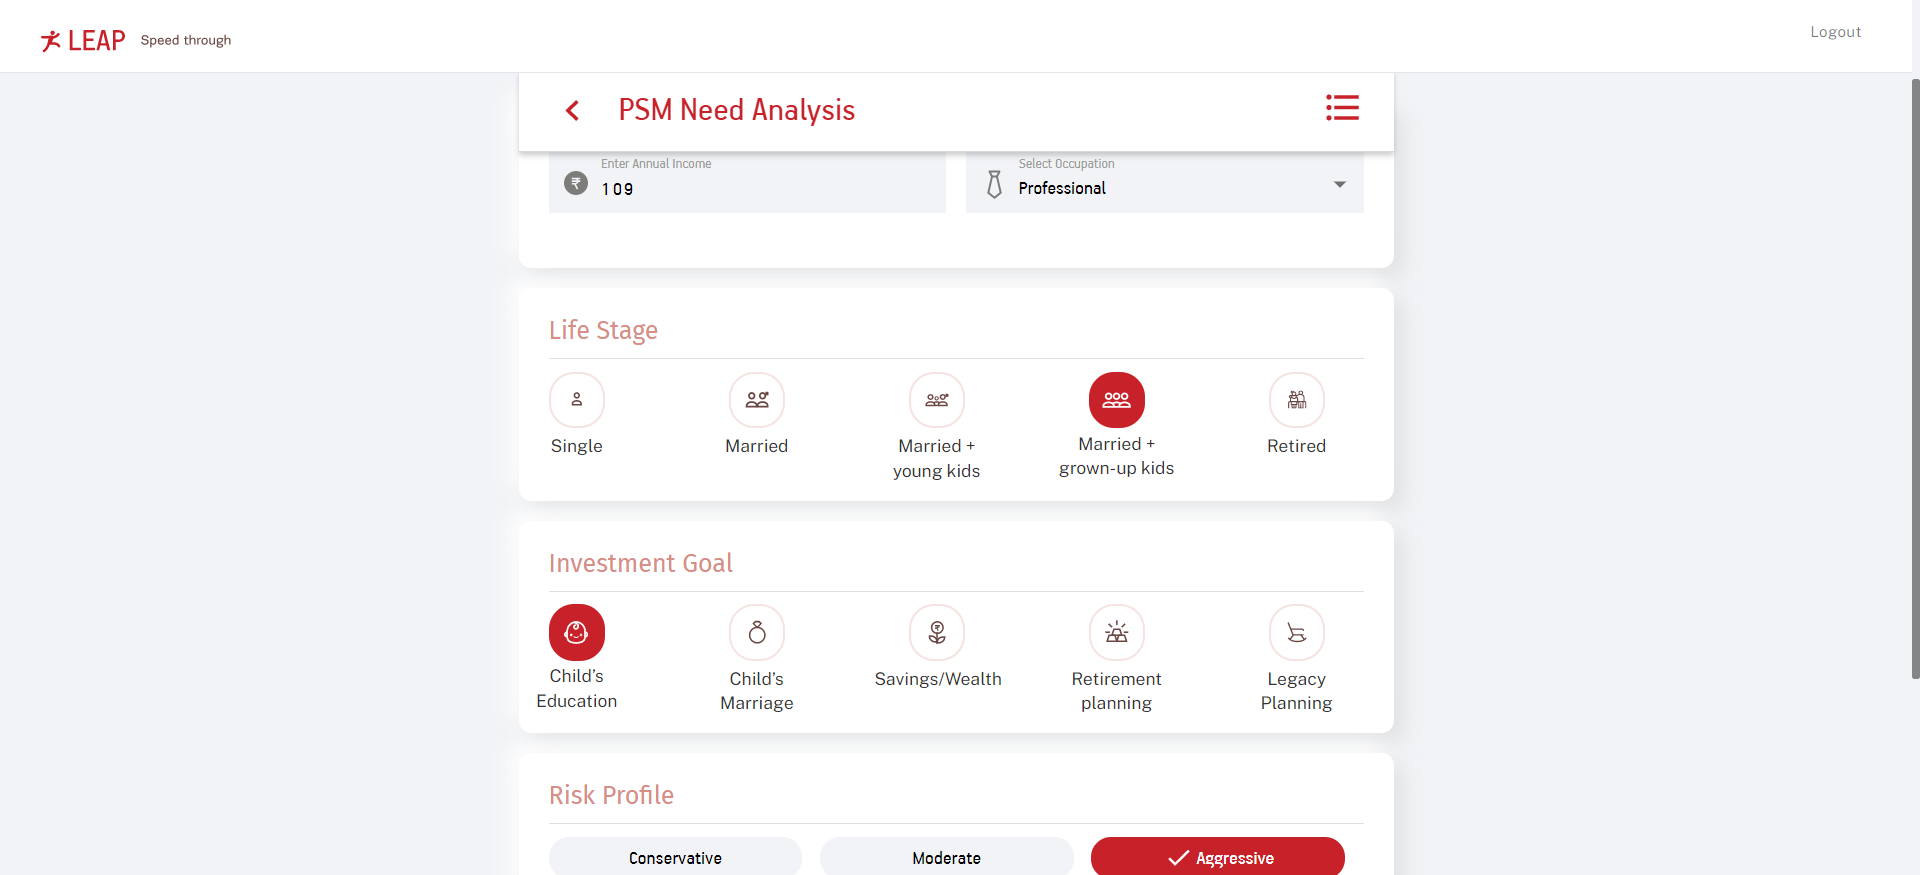 LEAP Speed through
Logout
PSM Need Analysis
Enter Annual Income
109
Select Occupation
Professional
Life Stage
Single
Married
Married +
young kids
Married +
grown-up kids
Retired
Investment Goal
Child’s
Education
Child’s
Marriage
Savings/Wealth
Retirement
planning
Legacy
Planning
Risk Profile
Conservative
Moderate
Aggressive